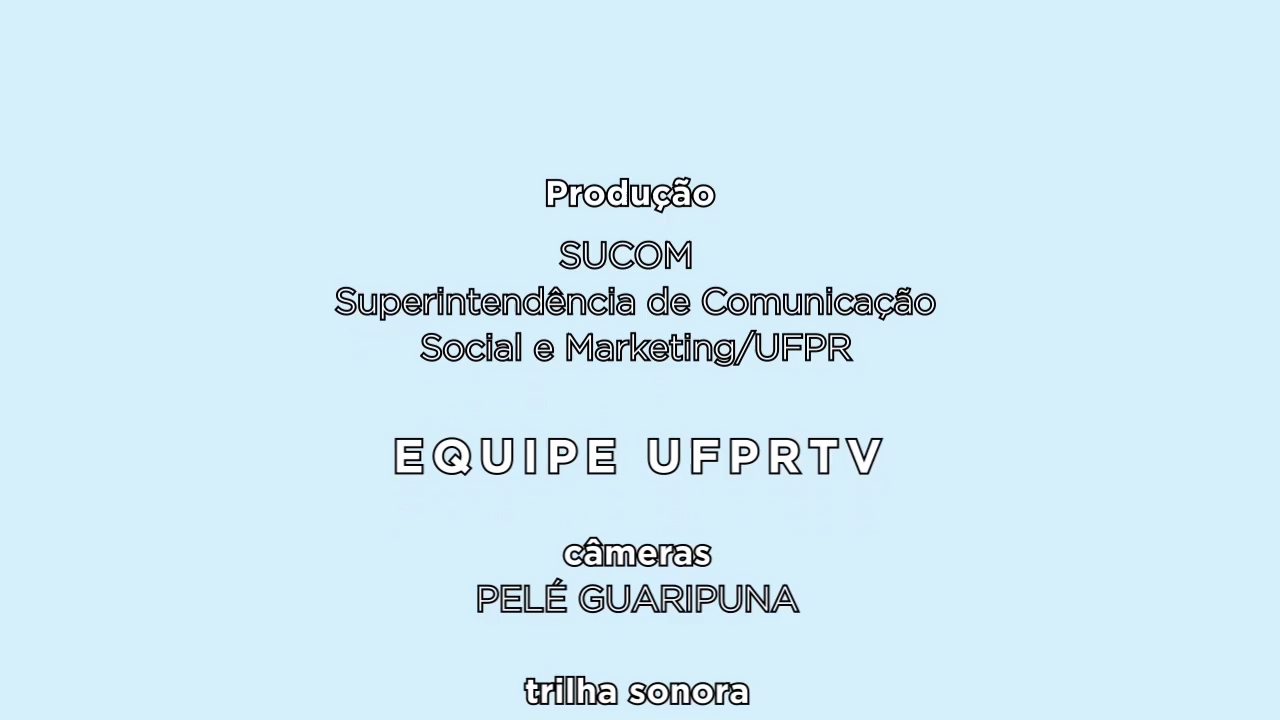 Produção
SUCOM
Superintendência de Comunicação
Social e Marketing/UFPR
EQUIPE UFPRTV
câmeras
PELÉ GUARIPUNA
trilha sonora